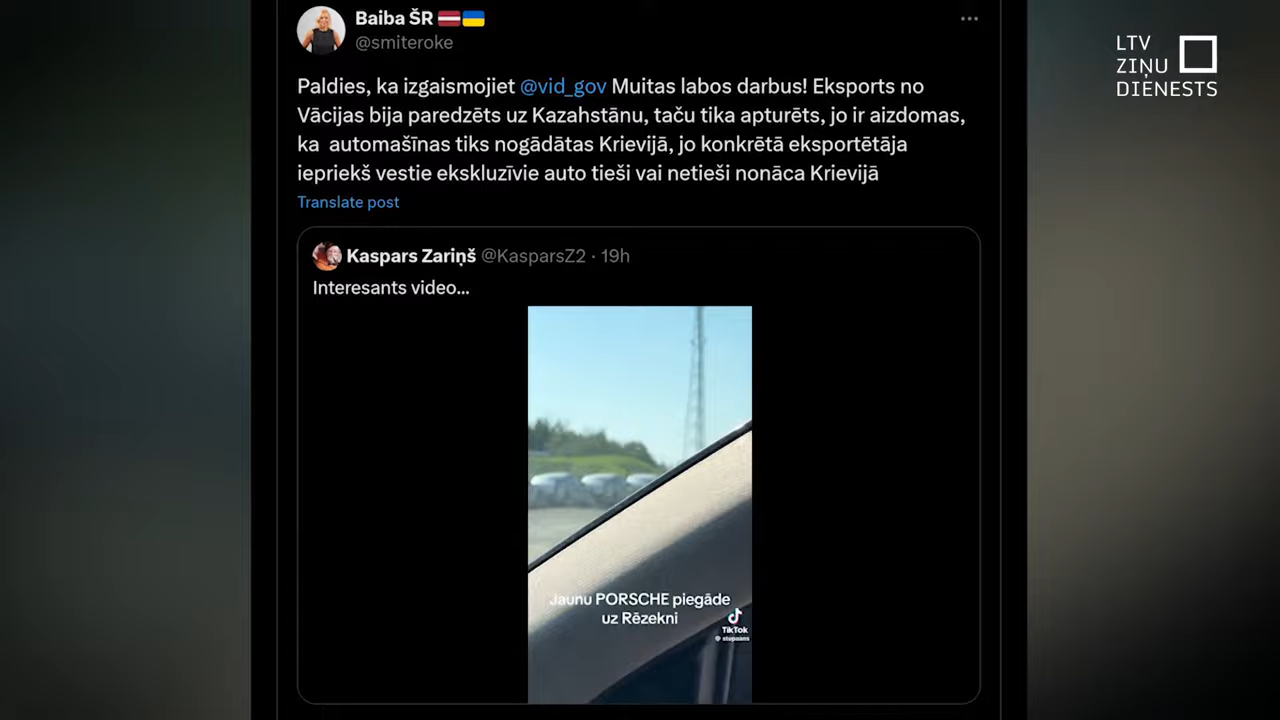 Baiba ŠR
@smiteroke
LTV
ZIŅU
DIENESTS
Paldies, ka izgaismojiet @vid_gov Muitas labos darbus! Eksports no
Vācijas bija paredzēts uz Kazahstānu, taču tika apturēts, jo ir aizdomas,
ka automašīnas tiks nogādātas Krievijā, jo konkrētā eksportētāja
iepriekš vestie ekskluzīvie auto tieši vai netieši nonāca Krievijā
Translate post
Kaspars Zariņš @KasparsZ2 · 19h
Interesants video...
Jaunu PORSCHE piegāde
uz Rēzekni
TikTok